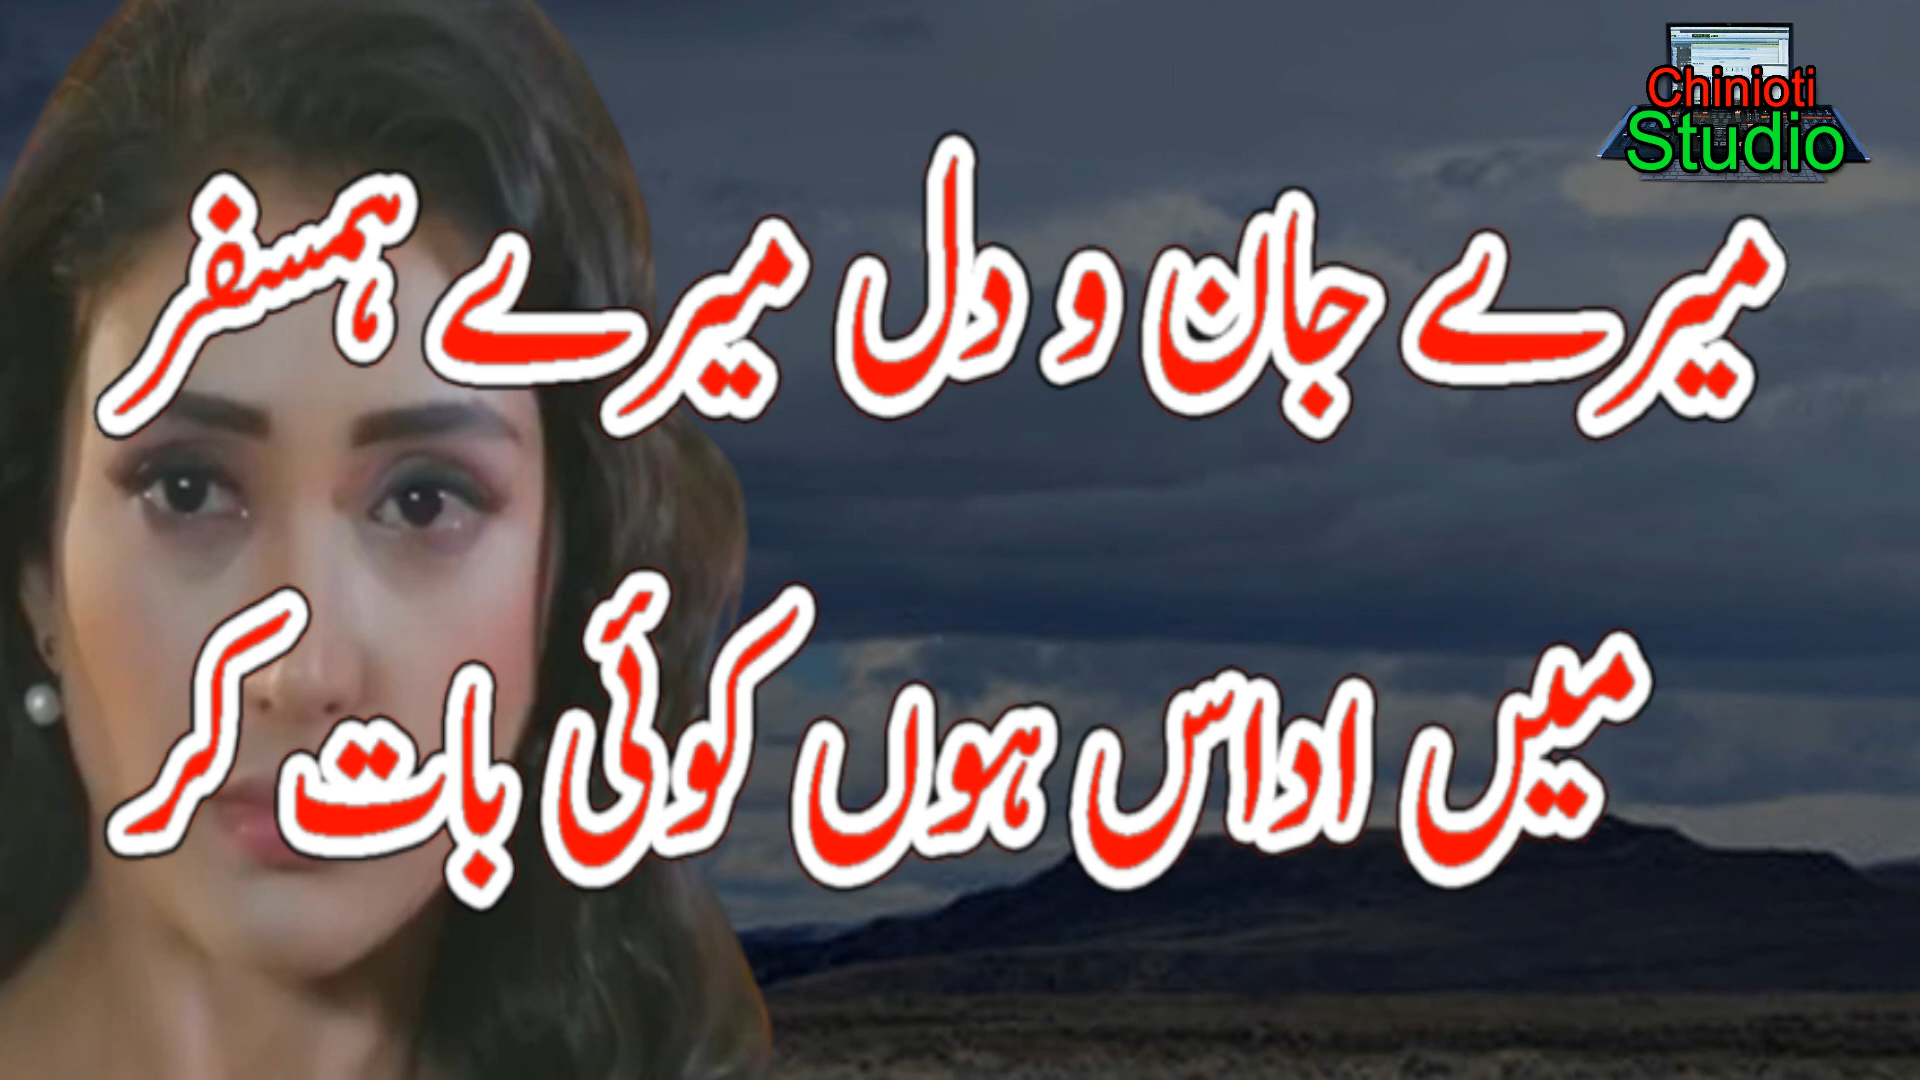 Chinioti
Studio
میرے جان و دل میرے ہمسفر
میں اداس ہوں کوئی بات کر